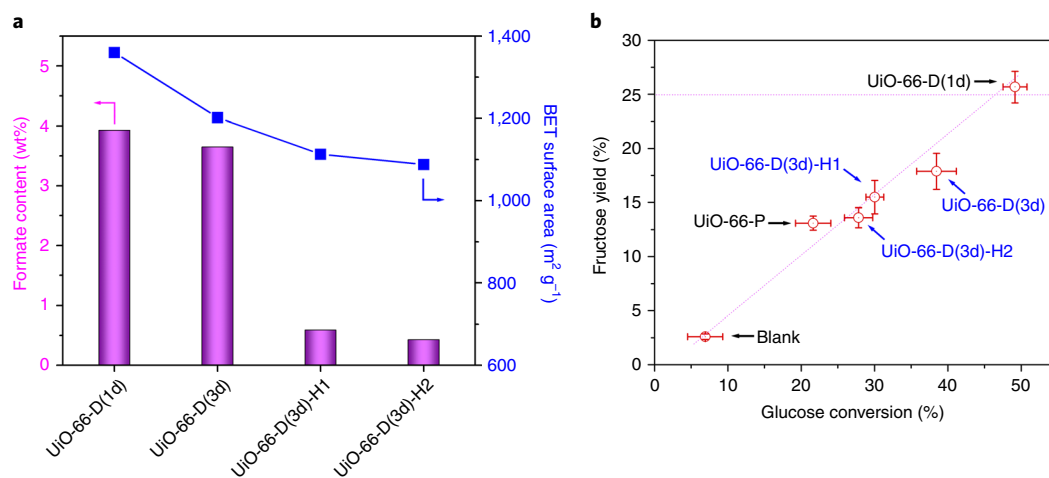 a
Formate content (wt%)
5
4
3
2
1
0
1,400
1,200
1,000
800
600
BET surface area (m² g⁻¹)
UiO-66-D(1d)
UiO-66-D(3d)
UiO-66-D(3d)-H1
UiO-66-D(3d)-H2
b
Fructose yield (%)
30
25
20
15
10
5
0
UiO-66-D(1d)
UiO-66-D(3d)-H1
UiO-66-D(3d)
UiO-66-P
UiO-66-D(3d)-H2
Blank
0 10 20 30 40 50
Glucose conversion (%)